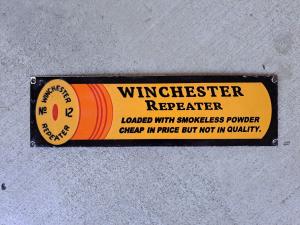 WINCHESTER
No 12
REPEATER
WINCHESTER
REPEATER
LOADED WITH SMOKELESS POWDER
CHEAP IN PRICE BUT NOT IN QUALITY.